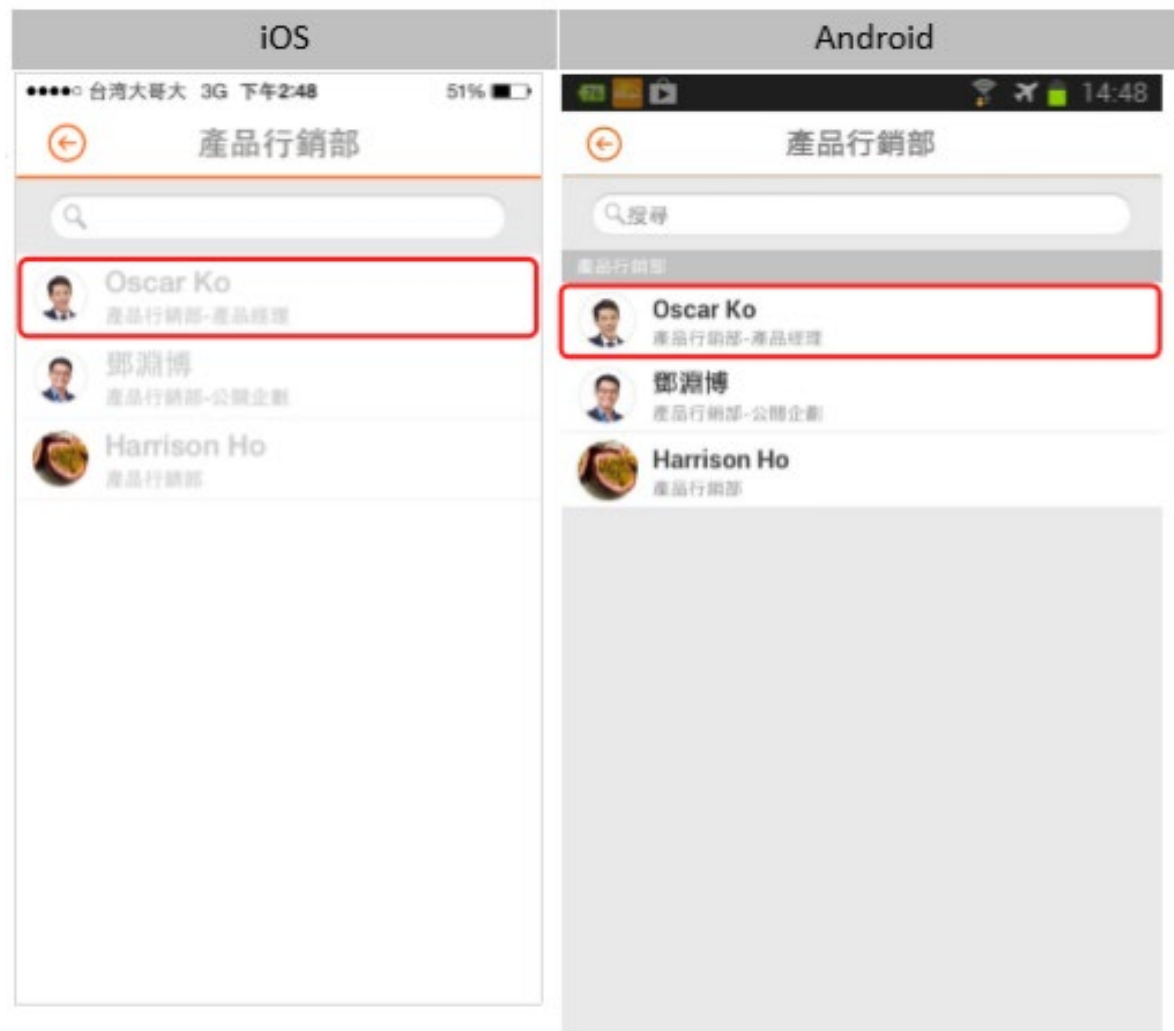 iOS
Android
台湾大哥大 3G 下午2:48
51%
14:48
產品行銷部
產品行銷部
搜尋
產品行銷部
Oscar Ko
產品行銷部-產品經理
鄧淵博
產品行銷部-公關企劃
Harrison Ho
產品行銷部
Oscar Ko
產品行銷部-產品經理
鄧淵博
產品行銷部-公關企劃
Harrison Ho
產品行銷部